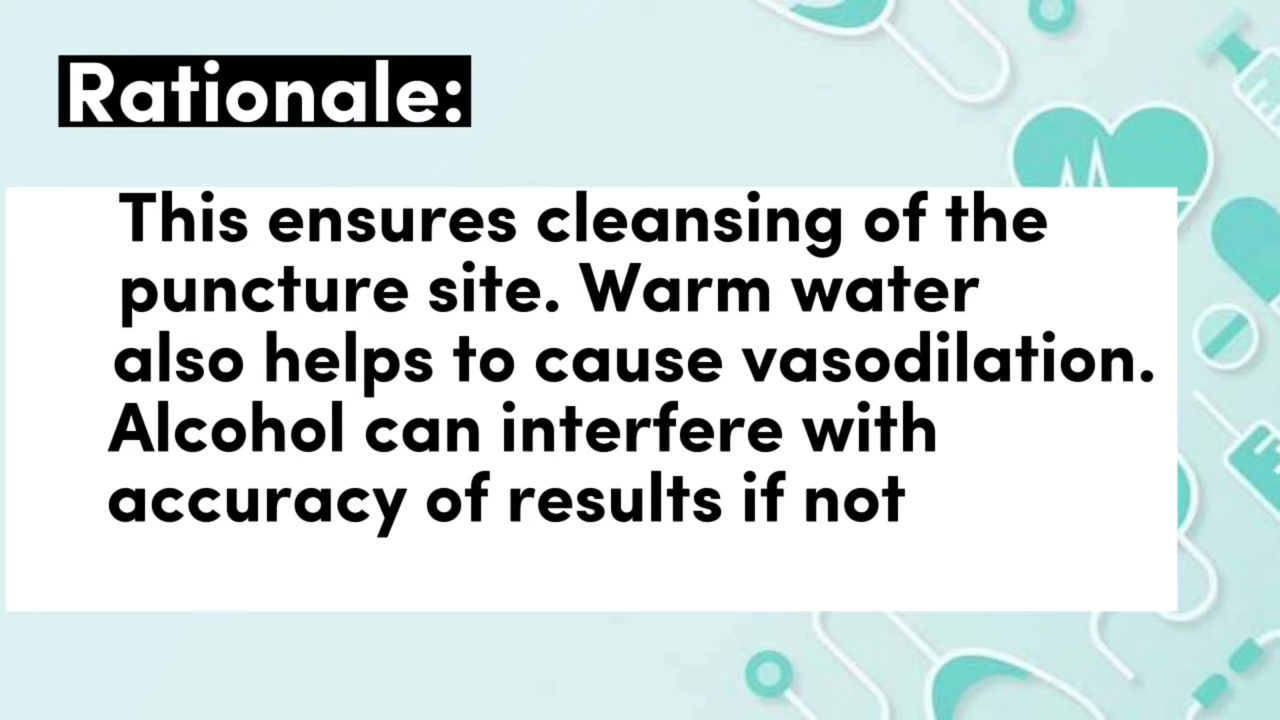 Rationale:
This ensures cleansing of the
puncture site. Warm water
also helps to cause vasodilation.
Alcohol can interfere with
accuracy of results if not